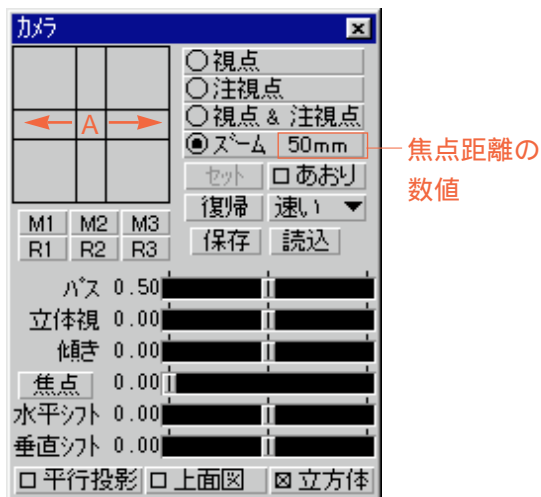 カメラ
視点
注視点
視点 & 注視点
ズーム 50mm
A
焦点距離の
数値
セット あおり
復帰 速い
M1 M2 M3
保存 読込
R1 R2 R3
パス 0.50
立体視 0.00
傾き 0.00
焦点 0.00
水平シフト 0.00
垂直シフト 0.00
平行投影 上面図 立方体